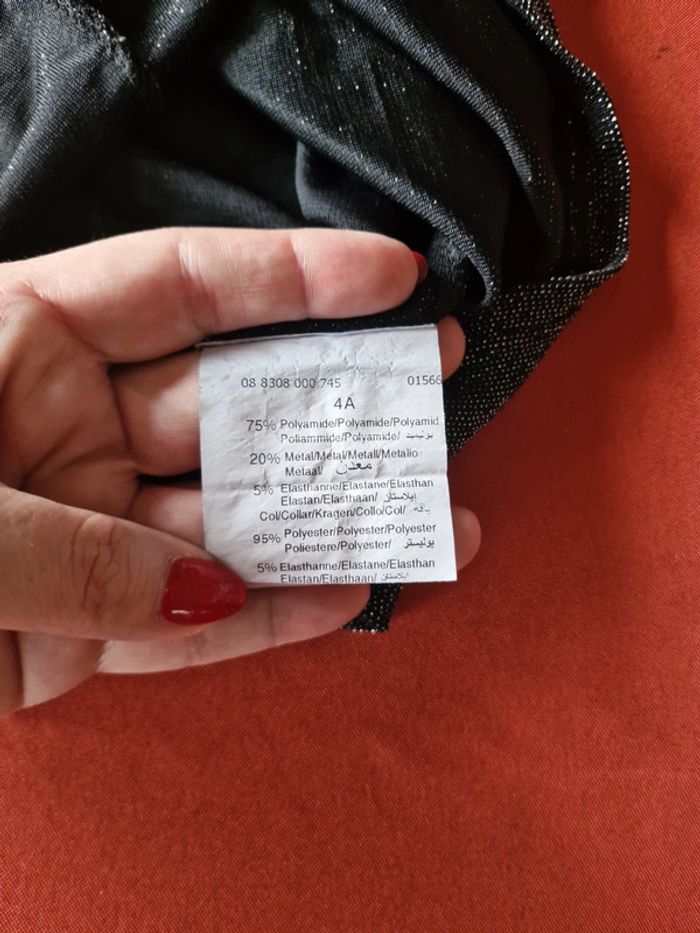 08 8308 000 745 01566
4A
75% Polyamide/Polyamide/Polyamid
Poliammide/Polyamide/
20% Métal/Metal/Metall/Metallo
Metaal/ معدن
5% Elasthanne/Elastane/Elasthan
Elastan/Elasthaan/ إيلاستان
Col/Collar/Kragen/Collo/Col/
95% Polyester/Polyester/Polyester
Poliestere/Polyester/ بوليستر
5% Elasthanne/Elastane/Elasthan
Elastan/Elasthaan/ إيلاستان